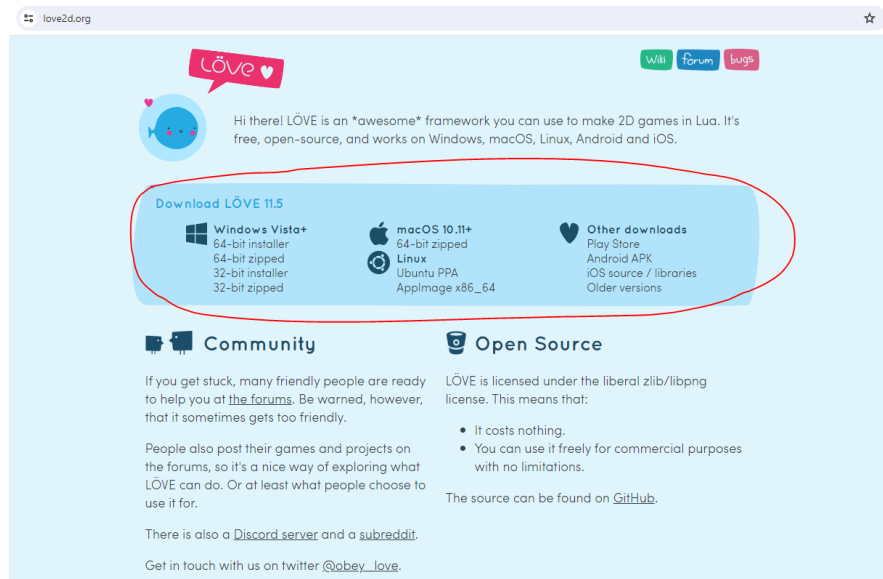 love2d.org
LÖVE
Wiki
forum
bugs
Hi there! LÖVE is an *awesome* framework you can use to make 2D games in Lua. It's
free, open-source, and works on Windows, macOS, Linux, Android and iOS.
Download LÖVE 11.5
Windows Vista+
64-bit installer
64-bit zipped
32-bit installer
32-bit zipped
macOS 10.11+
64-bit zipped
Linux
Ubuntu PPA
AppImage x86_64
Other downloads
Play Store
Android APK
iOS source / libraries
Older versions
Community
If you get stuck, many friendly people are ready
to help you at the forums. Be warned, however,
that it sometimes gets too friendly.
People also post their games and projects on
the forums, so it's a nice way of exploring what
LÖVE can do. Or at least what people choose to
use it for.
There is also a Discord server and a subreddit.
Get in touch with us on twitter @obey_love.
Open Source
LÖVE is licensed under the liberal zlib/libpng
license. This means that:
• It costs nothing.
• You can use it freely for commercial purposes
with no limitations.
The source can be found on GitHub.